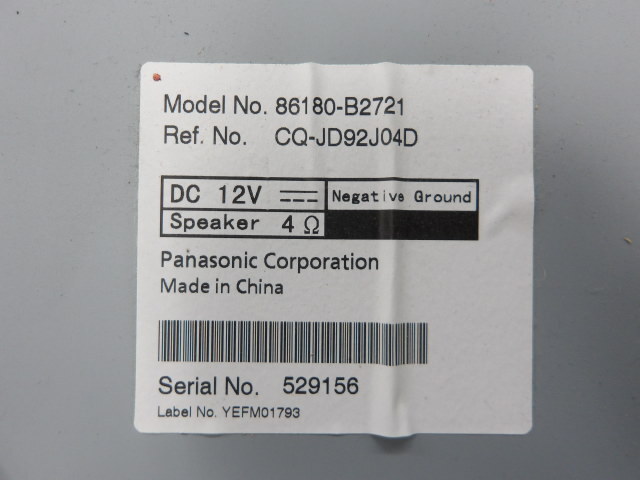 Model No. 86180-B2721
Ref. No. CQ-JD92J04D
DC 12V ⎓ Negative Ground
Speaker 4 Ω
Panasonic Corporation
Made in China
Serial No. 529156
Label No. YEFM01793